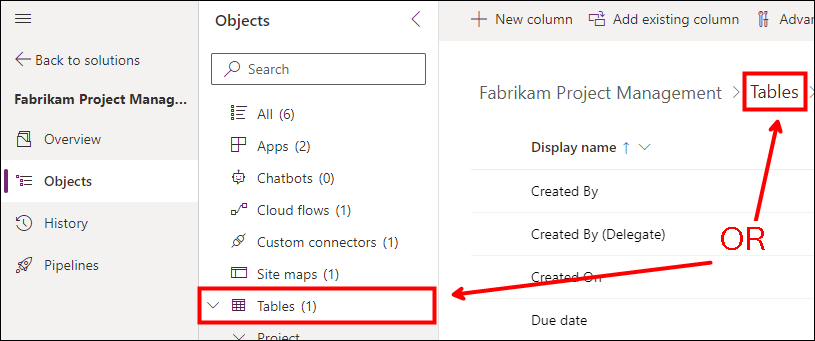 Back to solutions
Fabrikam Project Manag...
Overview
Objects
History
Pipelines
Objects
Search
All (6)
Apps (2)
Chatbots (0)
Cloud flows (1)
Custom connectors (1)
Site maps (1)
Tables (1)
Project
New column
Add existing column
Advan
Fabrikam Project Management
Tables
Display name
Created By
Created By (Delegate)
Created On
Due date
OR